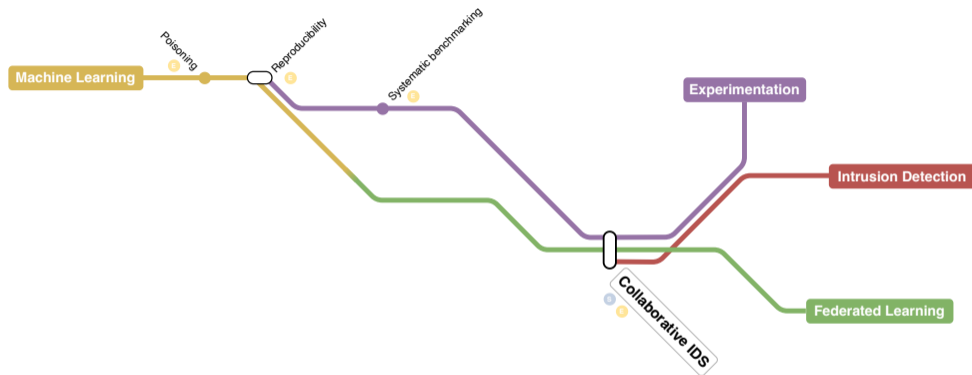 Machine Learning
Poisoning
Reproducibility
Systematic benchmarking
Experimentation
Intrusion Detection
Collaborative IDS
Federated Learning